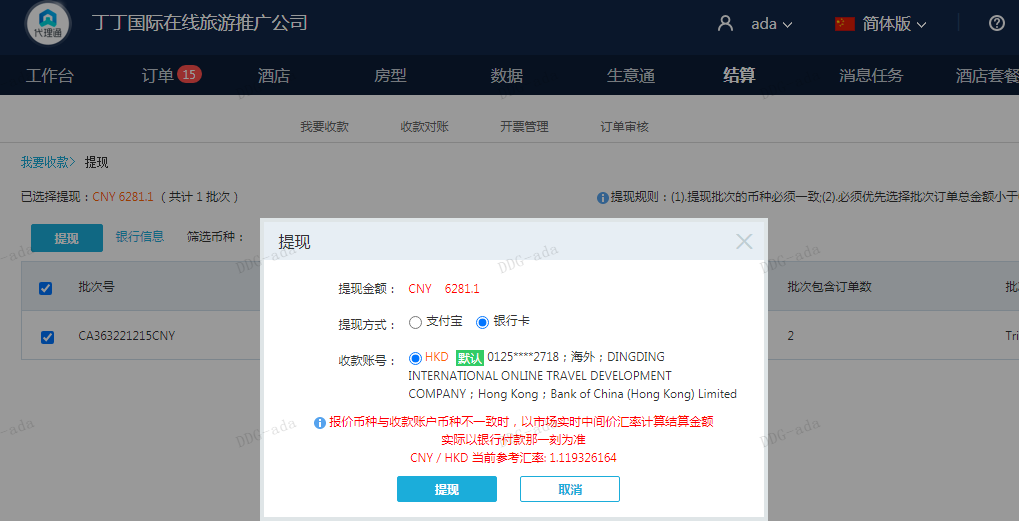 代理通
丁丁国际在线旅游推广公司
ada
简体版
工作台
订单 15
酒店
房型
数据
生意通
结算
消息任务
酒店套餐
我要收款
收款对账
开票管理
订单审核
我要收款> 提现
已选择提现：CNY 6281.1 （ 共计 1 批次 ）
提现规则：(1).提现批次的币种必须一致;(2).必须优先选择批次订单总金额小于
提现
银行信息
筛选币种：
批次号
批次包含订单数
CA363221215CNY
2
Tri
提现
提现金额： CNY 6281.1
提现方式： 支付宝 银行卡
收款账号： HKD 默认 0125****2718；海外；DINGDING
INTERNATIONAL ONLINE TRAVEL DEVELOPMENT
COMPANY；Hong Kong；Bank of China (Hong Kong) Limited
报价币种与收款账户币种不一致时，以市场实时中间价汇率计算结算金额
实际以银行付款那一刻为准
CNY / HKD 当前参考汇率: 1.119326164
提现
取消
DDG-ada
DDG-ada
DDG-ada
DDG-ada
DDG-ada